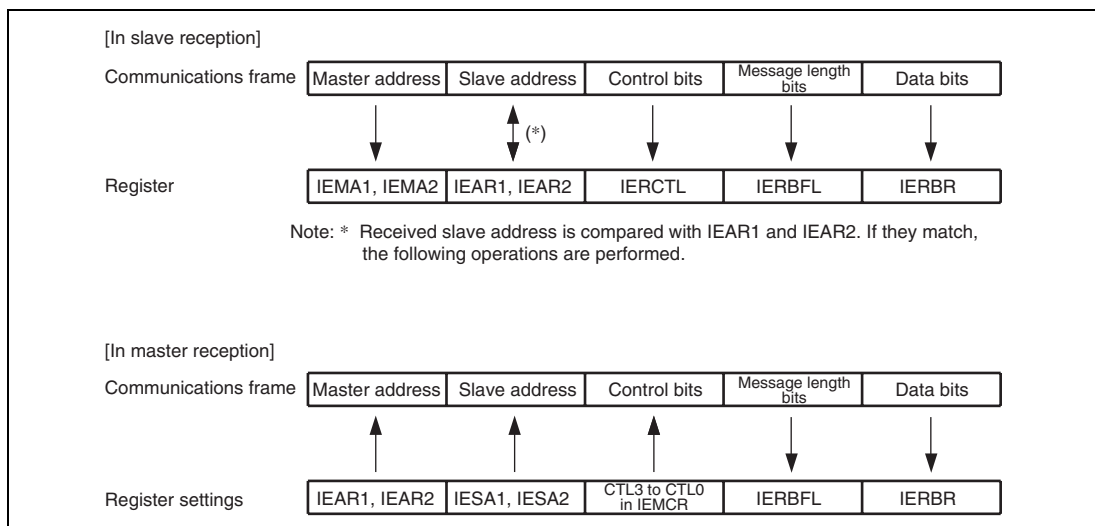 [In slave reception]
Communications frame Master address Slave address Control bits Message length bits Data bits
(*)
Register IEMA1, IEMA2 IEAR1, IEAR2 IERCTL IERBFL IERBR
Note: * Received slave address is compared with IEAR1 and IEAR2. If they match,
the following operations are performed.
[In master reception]
Communications frame Master address Slave address Control bits Message length bits Data bits
Register settings IEAR1, IEAR2 IESA1, IESA2 CTL3 to CTL0 in IEMCR IERBFL IERBR